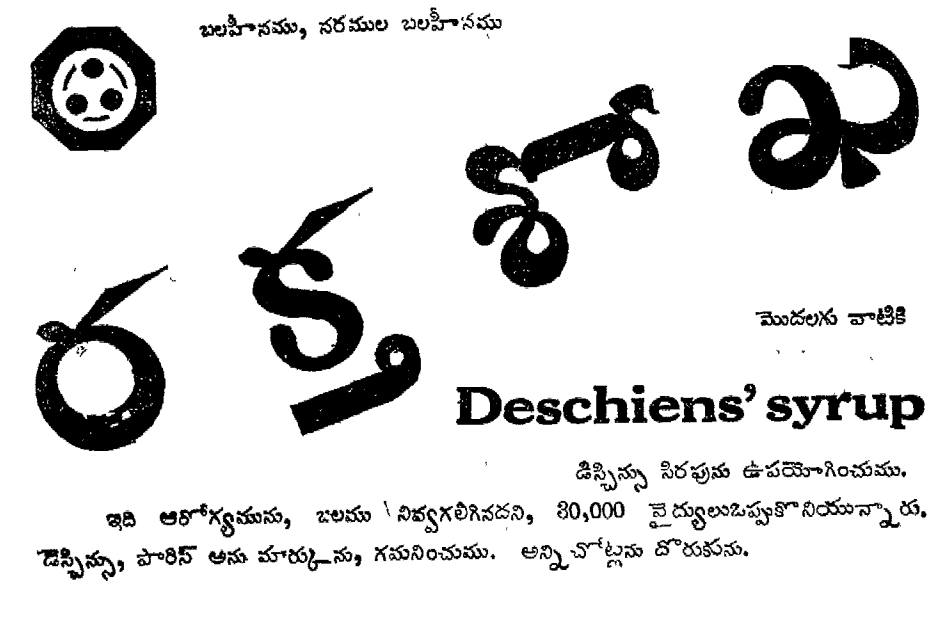 బలహీనము, నరముల బలహీనము
రక్తశాఖ
మొదలగు వాటికి
Deschiens' syrup
డిస్చిన్సు సిరపును ఉపయోగించుము.
ఇది ఆరోగ్యమును, బలము నివ్వగలిగినదని, 80,000 వైద్యులుఒప్పుకొనియున్నారు.
డెస్చిన్సు, పారిస్ అను మార్కును, గమనించుము. అన్నిచోట్లను దొరుకును.